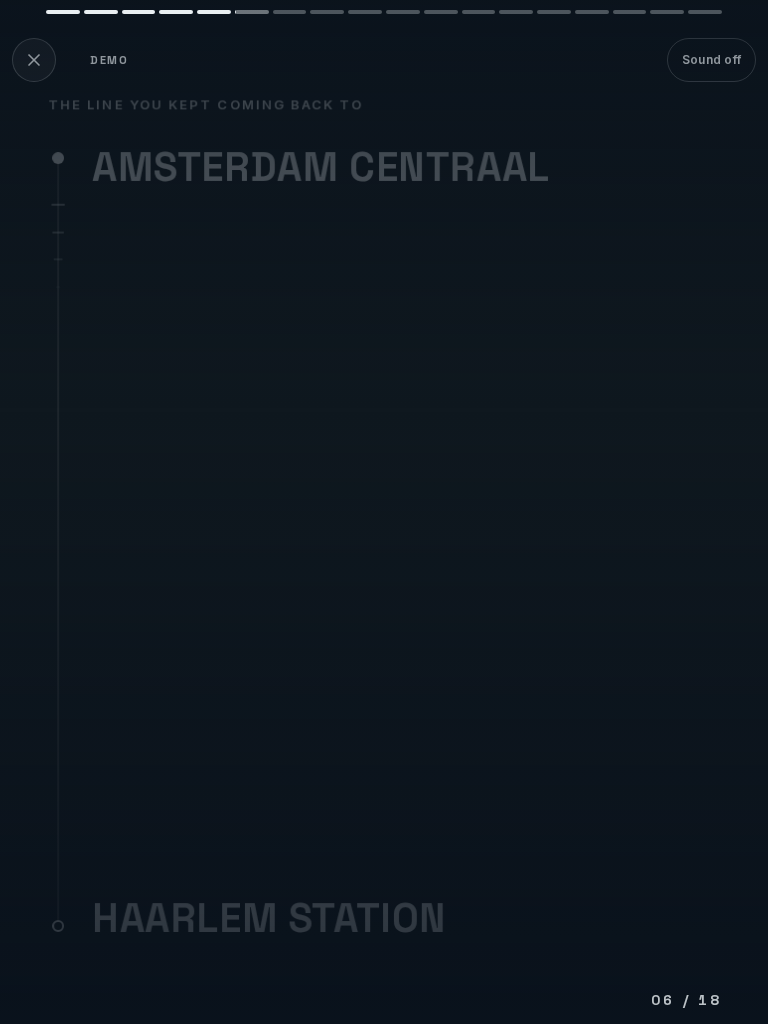 DEMO
Sound off
THE LINE YOU KEPT COMING BACK TO
AMSTERDAM CENTRAAL
HAARLEM STATION
06 / 18